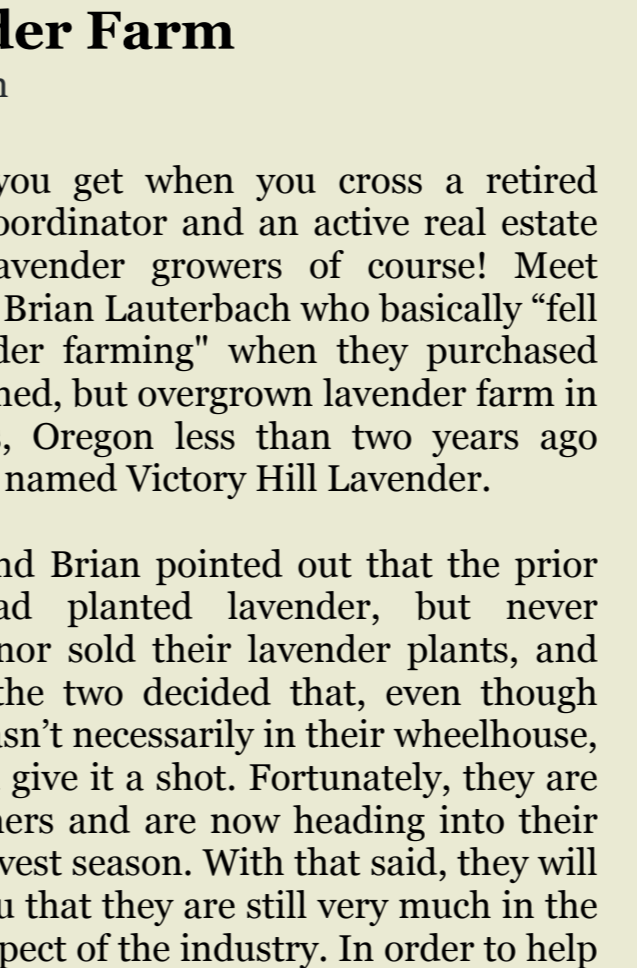 der Farm
n
you get when you cross a retired
oordinator and an active real estate
avender growers of course! Meet
Brian Lauterbach who basically “fell
der farming" when they purchased
ned, but overgrown lavender farm in
s, Oregon less than two years ago
named Victory Hill Lavender.
nd Brian pointed out that the prior
ad planted lavender, but never
nor sold their lavender plants, and
the two decided that, even though
asn’t necessarily in their wheelhouse,
give it a shot. Fortunately, they are
ners and are now heading into their
vest season. With that said, they will
u that they are still very much in the
pect of the industry. In order to help